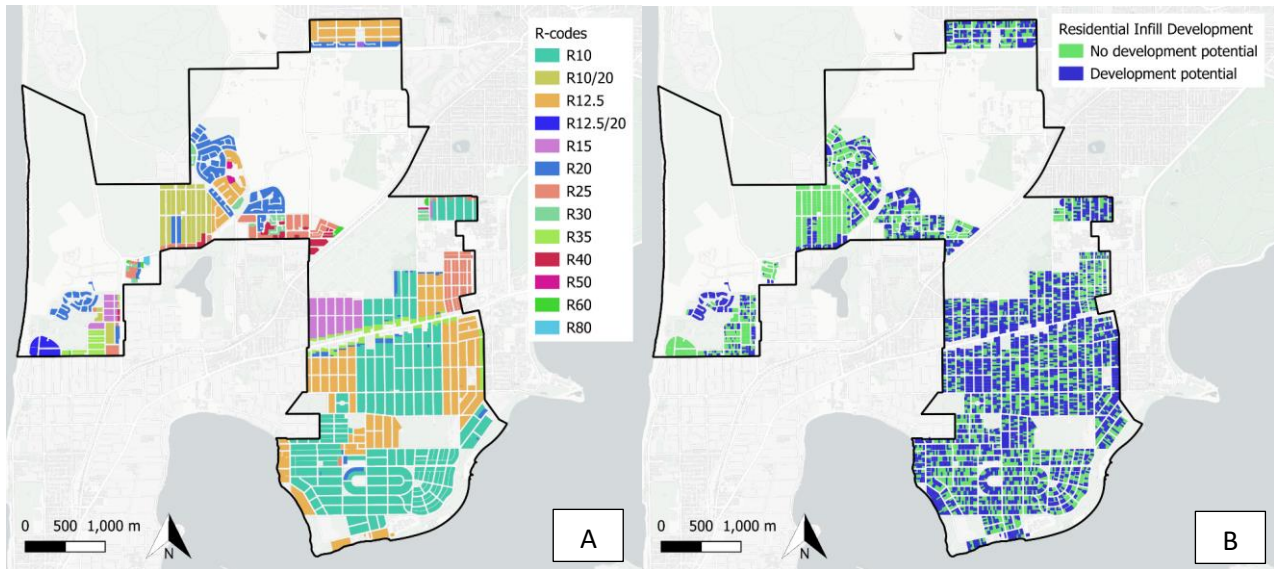 R-codes
R10
R10/20
R12.5
R12.5/20
R15
R20
R25
R30
R35
R40
R50
R60
R80
0 500 1,000 m
N
A
Residential Infill Development
No development potential
Development potential
0 500 1,000 m
N
B